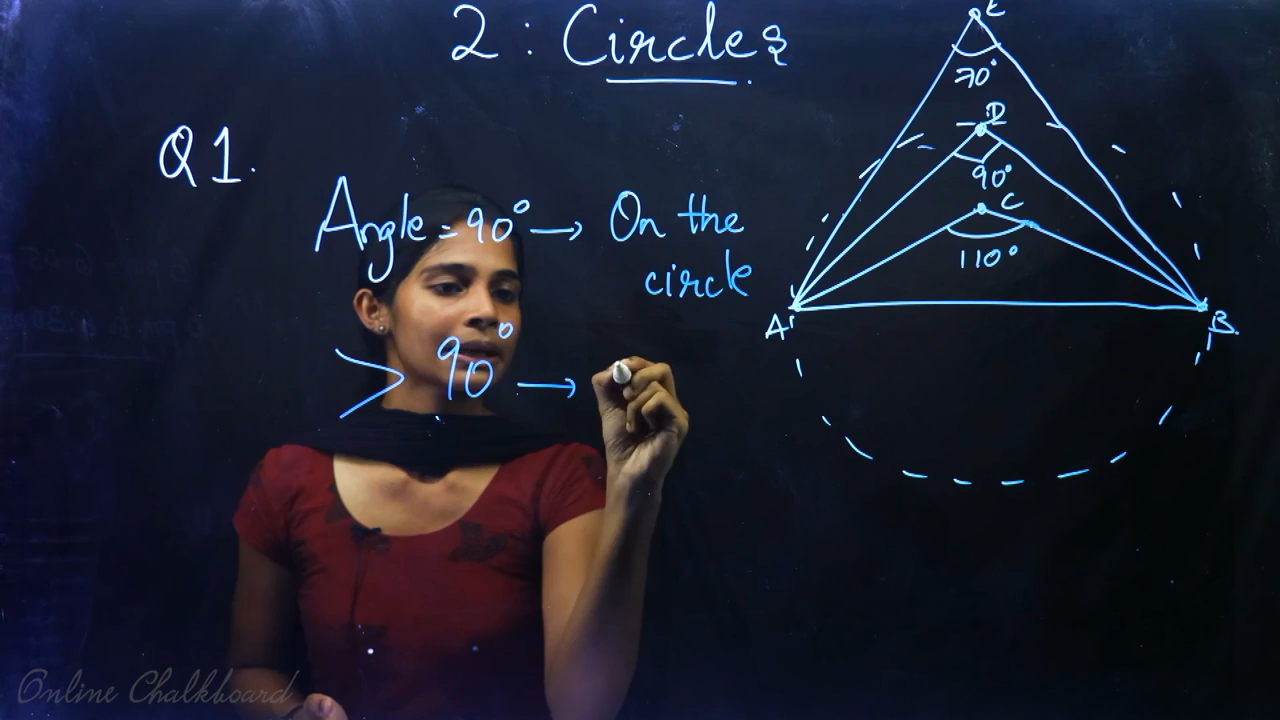 2 : Circles
Q1.
Angle = 90° → On the
circle
> 90° →
E
70°
D
90°
C
110°
A
B
Online Chalkboard